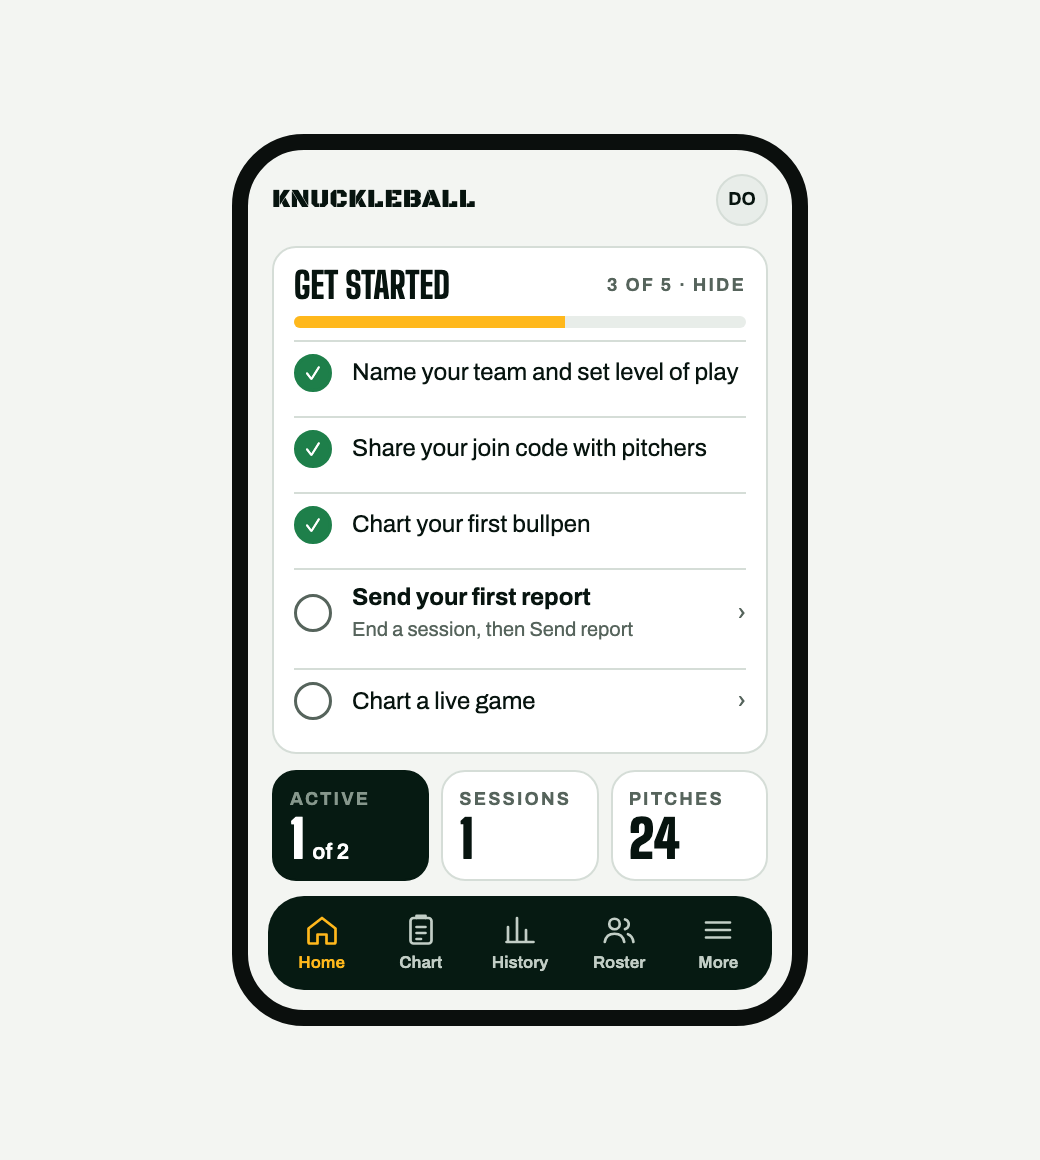 KNUCKLEBALL
DO
GET STARTED
3 OF 5 · HIDE
Name your team and set level of play
Share your join code with pitchers
Chart your first bullpen
Send your first report
End a session, then Send report
Chart a live game
ACTIVE
1 of 2
SESSIONS
1
PITCHES
24
Home
Chart
History
Roster
More